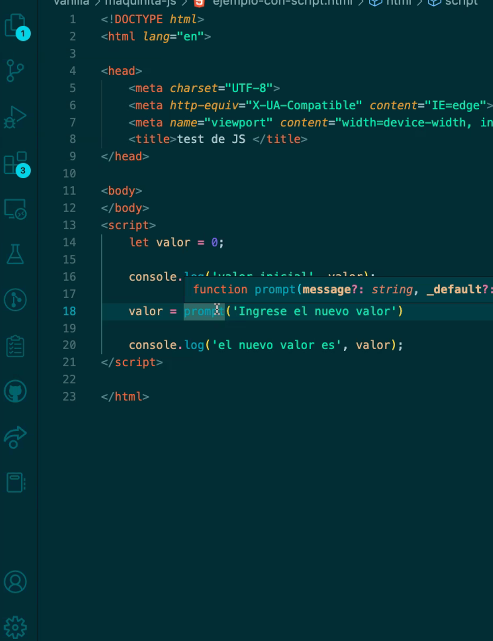 vanilla > maquinita-js > ejemplo-con-script.html > html > script
1 <!DOCTYPE html>
2 <html lang="en">
3
4 <head>
5 <meta charset="UTF-8">
6 <meta http-equiv="X-UA-Compatible" content="IE=edge">
7 <meta name="viewport" content="width=device-width, in
8 <title>test de JS </title>
9 </head>
10
11 <body>
12 </body>
13 <script>
14 let valor = 0;
15
16 console.log('valor inicial', valor);
17 function prompt(message?: string, _default?:
18 valor = prompt('Ingrese el nuevo valor')
19
20 console.log('el nuevo valor es', valor);
21 </script>
22
23 </html>
1
3